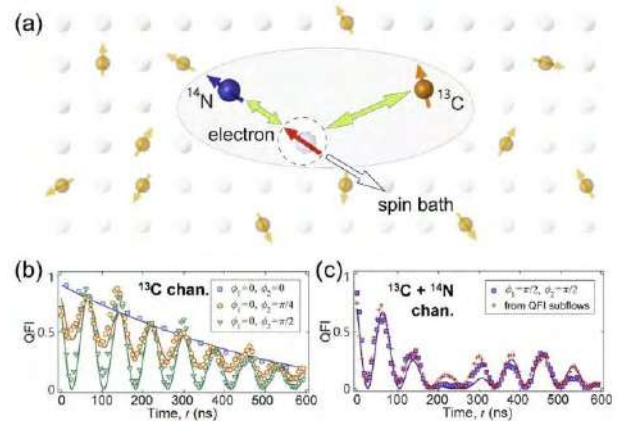 (a)
14N
13C
electron
spin bath
(b)
13C chan.
ϕ1=0, ϕ2=0
ϕ1=0, ϕ2=π/4
ϕ1=0, ϕ2=π/2
QFI
1
0.5
0
0 100 200 300 400 500 600
Time, t (ns)
(c)
13C + 14N
chan.
ϕ1=π/2, ϕ2=π/2
from QFI subflows
QFI
1
0.5
0
0 100 200 300 400 500 600
Time, t (ns)